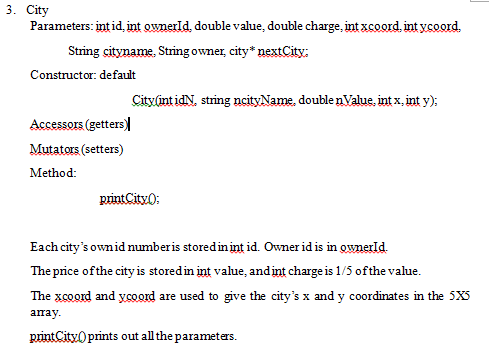 3. City
Parameters: int id, int ownerId, double value, double charge, int xcoord, int ycoord,
String cityname, String owner, city* nextCity;
Constructor: default
City(int idN, string ncityName, double nValue, int x, int y);
Accessors (getters)
Mutators (setters)
Method:
printCity();
Each city's own id number is stored in int id. Owner id is in ownerId.
The price of the city is stored in int value, and int charge is 1/5 of the value.
The xcoord and ycoord are used to give the city's x and y coordinates in the 5X5
array.
printCity() prints out all the parameters.